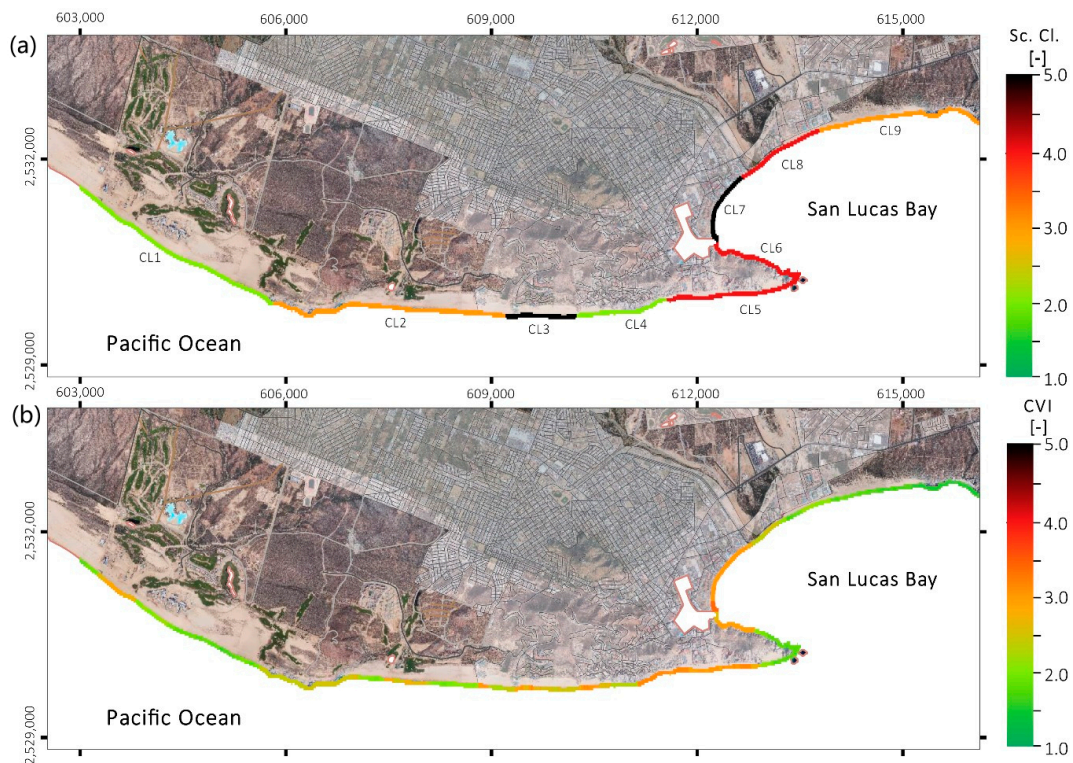 603,000 606,000 609,000 612,000 615,000
(a)
Sc. Cl.
[-]
5.0
4.0
3.0
2.0
1.0
2,532,000
2,529,000
CL9
CL8
CL7
San Lucas Bay
CL6
CL1
CL5
CL2
CL3
CL4
Pacific Ocean
603,000 606,000 609,000 612,000 615,000
(b)
CVI
[-]
5.0
4.0
3.0
2.0
1.0
2,532,000
2,529,000
San Lucas Bay
Pacific Ocean